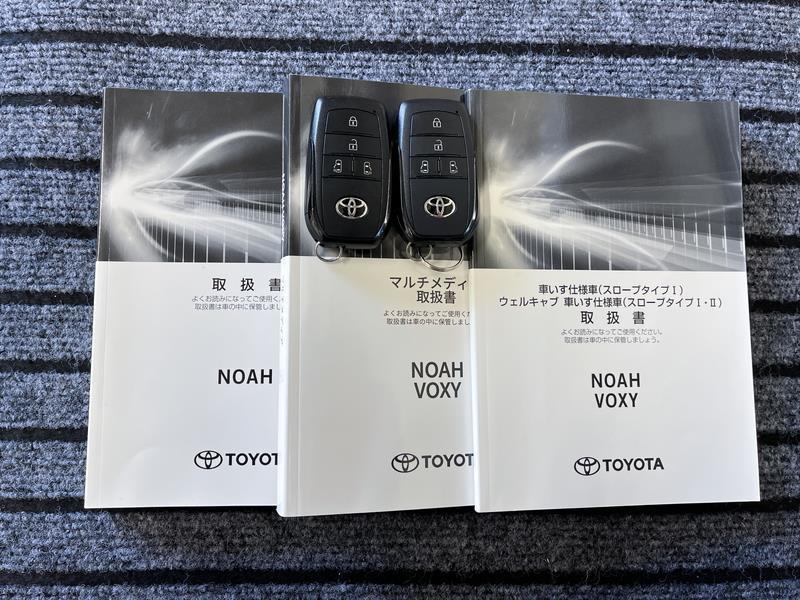 取扱書
よくお読みになってご使用く
取扱書は車の中に保管しまし
NOAH
TOYOTA
マルチメディ
取扱書
よくお読みになってご使用くだ
取扱書は車の中に保管しまし
NOAH
VOXY
TOYOT
車いす仕様車(スロープタイプⅠ)
ウェルキャブ 車いす仕様車(スロープタイプⅠ・Ⅱ)
取扱書
よくお読みになってご使用ください。
取扱書は車の中に保管しましょう。
NOAH
VOXY
TOYOTA